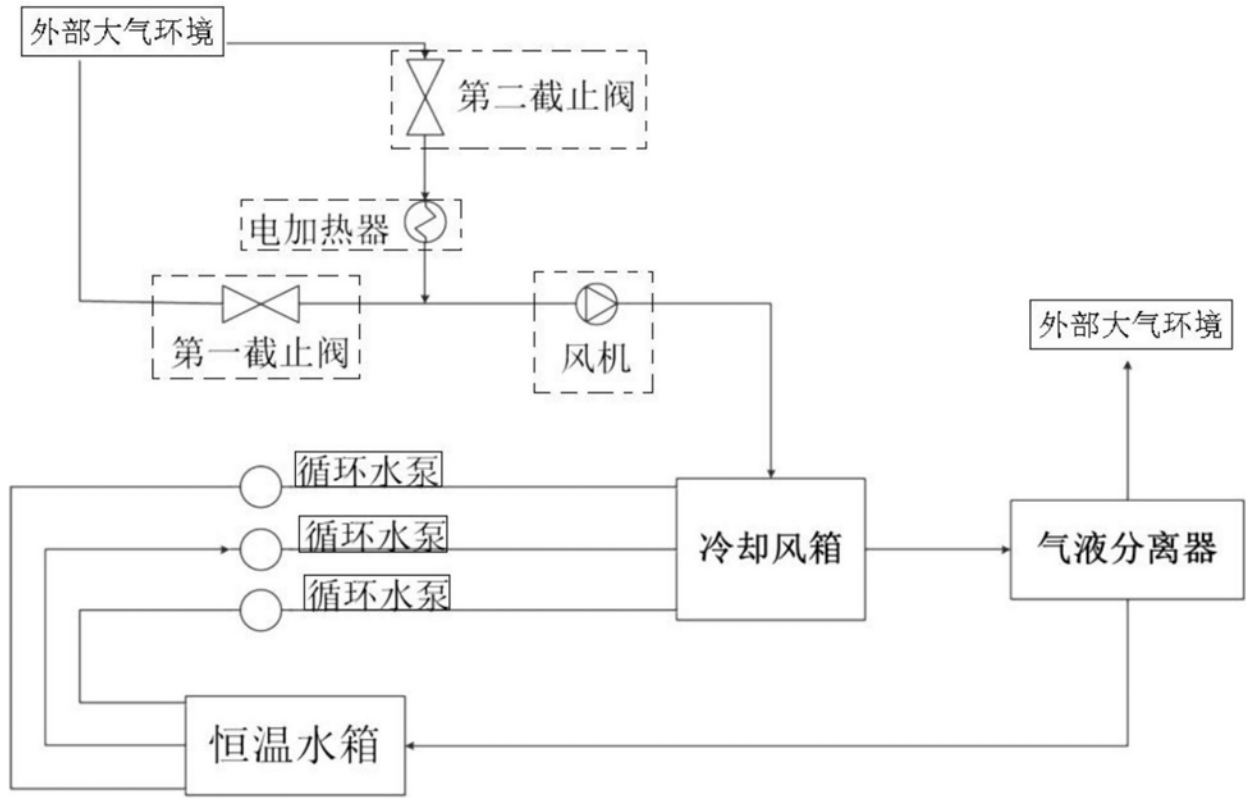 外部大气环境
第二截止阀
电加热器
第一截止阀
风机
外部大气环境
循环水泵
循环水泵
循环水泵
冷却风箱
气液分离器
恒温水箱